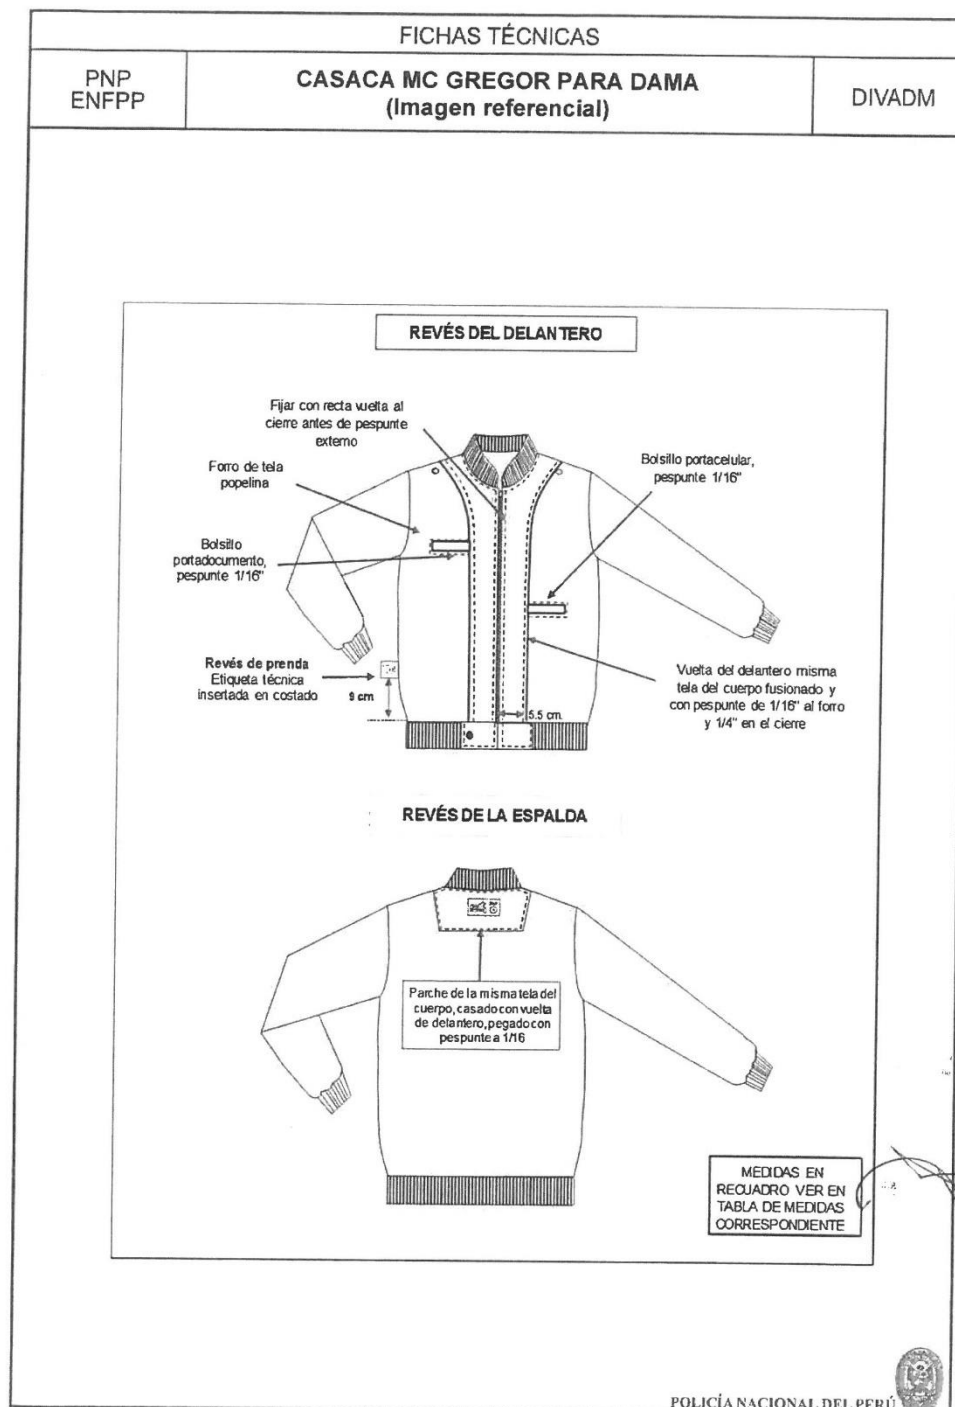 FICHAS TÉCNICAS
PNP
ENFPP
CASACA MC GREGOR PARA DAMA
(Imagen referencial)
DIVADM
REVÉS DEL DELANTERO
Fijar con recta vuelta al
cierre antes de pespunte
externo
Forro de tela
popelina
Bolsillo
portadocumento,
pespunte 1/16"
Bolsillo portacelular,
pespunte 1/16"
Revés de prenda
Etiqueta técnica
insertada en costado
9 cm
5.5 cm.
Vuelta del delantero misma
tela del cuerpo fusionado y
con pespunte de 1/16" al forro
y 1/4" en el cierre
REVÉS DE LA ESPALDA
Parche de la misma tela del
cuerpo, casado con vuelta
de delantero, pegado con
pespunte a 1/16
MEDIDAS EN
RECUADRO VER EN
TABLA DE MEDIDAS
CORRESPONDIENTE
POLICÍA NACIONAL DEL PERÚ